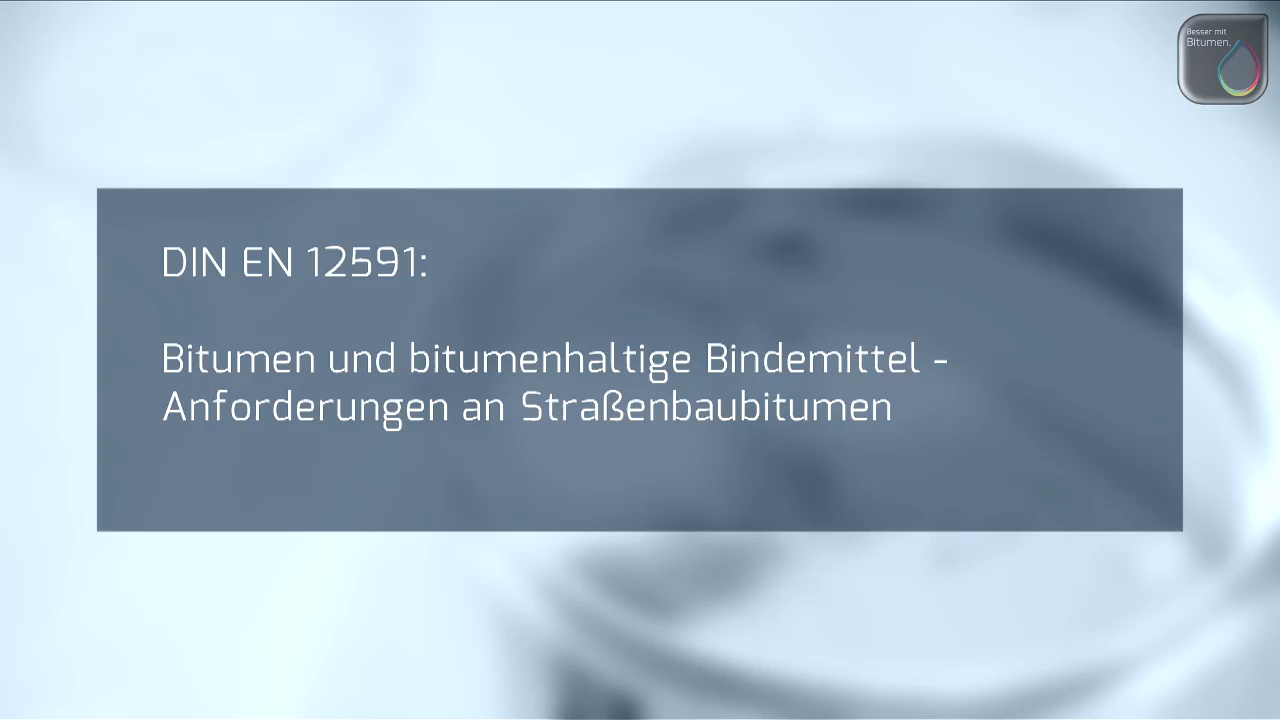 Besser mit
Bitumen.
DIN EN 12591:
Bitumen und bitumenhaltige Bindemittel -
Anforderungen an Straßenbaubitumen